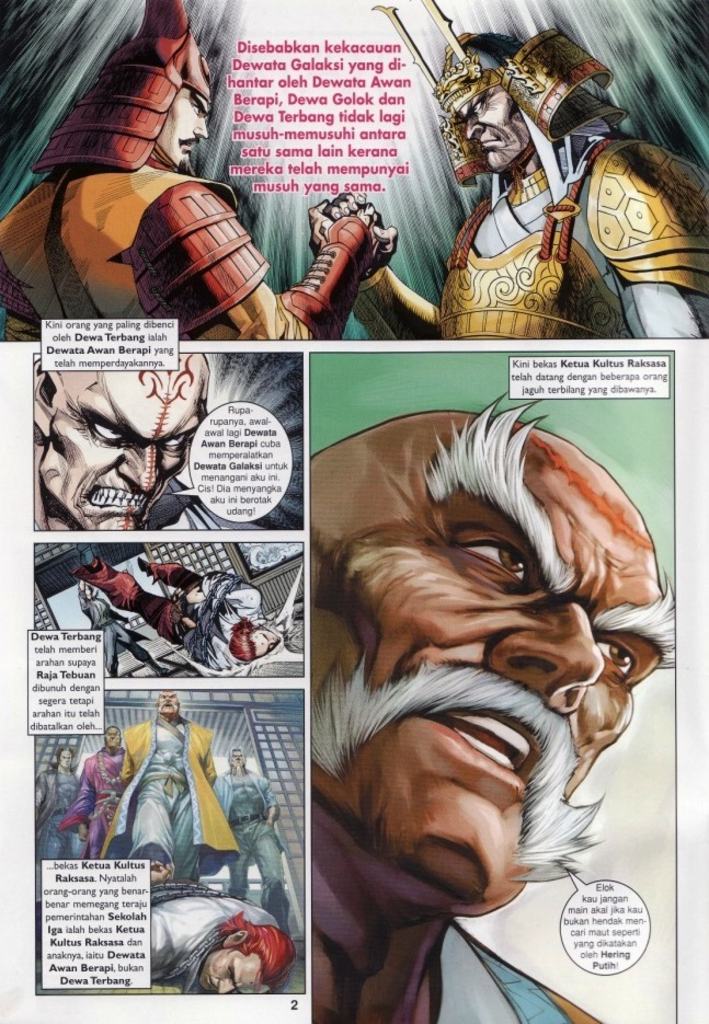 Disebabkan kekacauan
Dewata Galaksi yang di-
hantar oleh Dewata Awan
Berapi, Dewa Golok dan
Dewa Terbang tidak lagi
musuh-memusuhi antara
satu sama lain kerana
mereka telah mempunyai
musuh yang sama.
Kini orang yang paling dibenci
oleh Dewa Terbang ialah
Dewata Awan Berapi yang
telah memperdayakannya.
Rupa-
rupanya, awal-
awal lagi Dewata
Awan Berapi cuba
memperalatkan
Dewata Galaksi untuk
menangani aku ini.
Cis! Dia menyangka
aku ini berotak
udang!
Kini bekas Ketua Kultus Raksasa
telah datang dengan beberapa orang
jaguh terbilang yang dibawanya.
Dewa Terbang
telah memberi
arahan supaya
Raja Tebuan
dibunuh dengan
segera tetapi
arahan itu telah
dibatalkan oleh...
...bekas Ketua Kultus
Raksasa. Nyatalah
orang-orang yang benar-
benar memegang teraju
pemerintahan Sekolah
Iga ialah bekas Ketua
Kultus Raksasa dan
anaknya, iaitu Dewata
Awan Berapi, bukan
Dewa Terbang.
Elok
kau jangan
main akal jika kau
bukan hendak men-
cari maut seperti
yang dikatakan
oleh Hering
Putih!
2